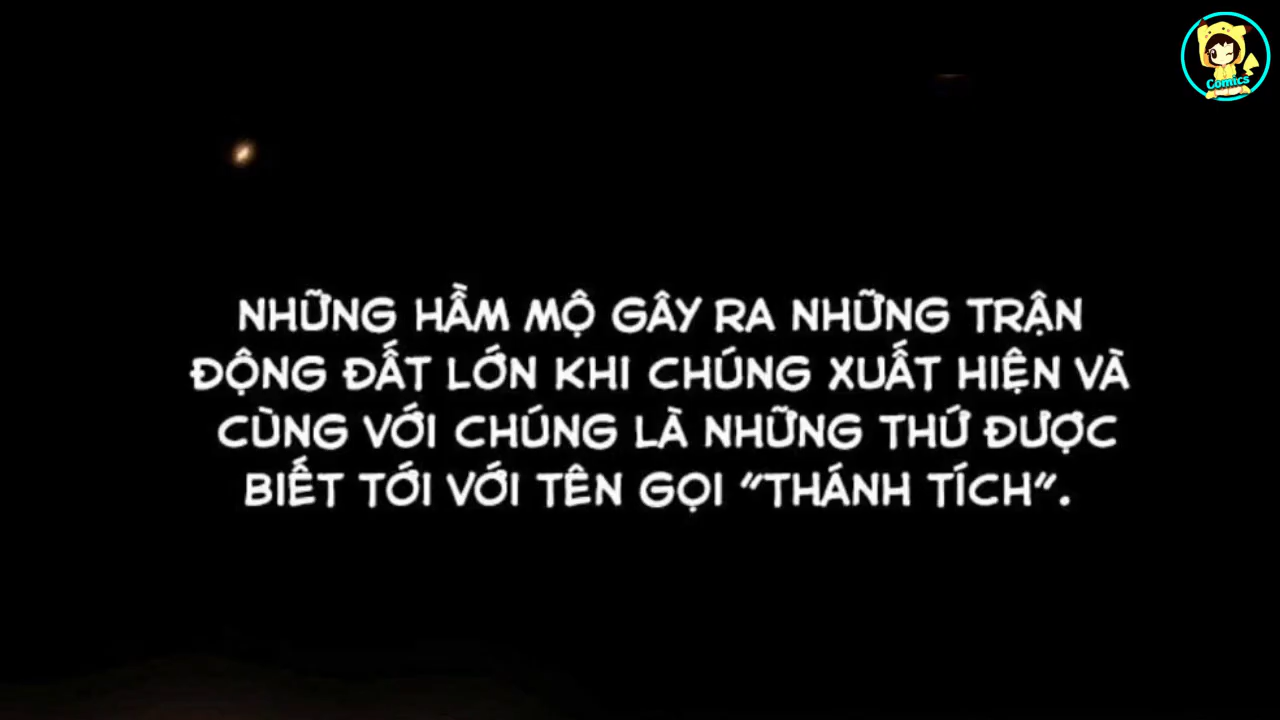 Comics
NHỮNG HẦM MỘ GÂY RA NHỮNG TRẬN
ĐỘNG ĐẤT LỚN KHI CHÚNG XUẤT HIỆN VÀ
CÙNG VỚI CHÚNG LÀ NHỮNG THỨ ĐƯỢC
BIẾT TỚI VỚI TÊN GỌI "THÁNH TÍCH".